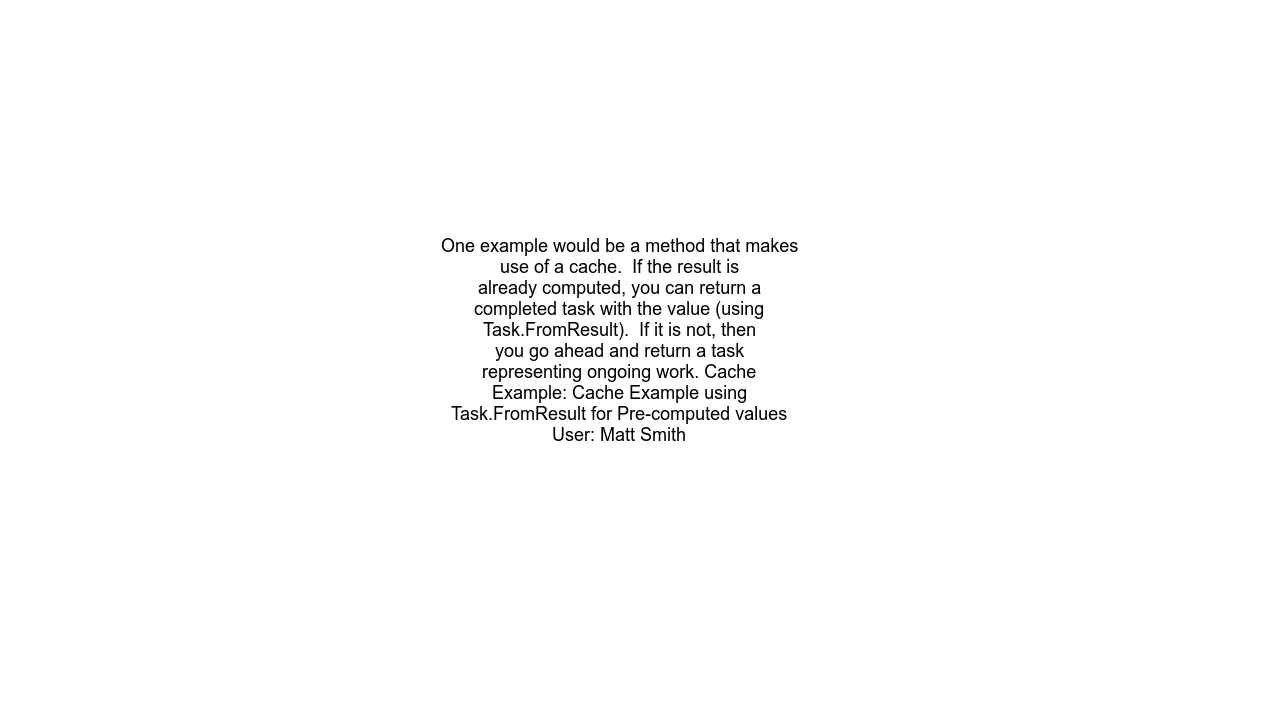 One example would be a method that makes
use of a cache.  If the result is
already computed, you can return a
completed task with the value (using
Task.FromResult).  If it is not, then
you go ahead and return a task
representing ongoing work. Cache
Example: Cache Example using
Task.FromResult for Pre-computed values
User: Matt Smith